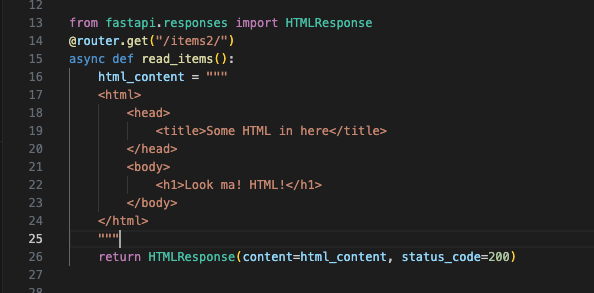 12
13 from fastapi.responses import HTMLResponse
14 @router.get("/items2/")
15 async def read_items():
16     html_content = """
17     <html>
18         <head>
19             <title>Some HTML in here</title>
20         </head>
21         <body>
22             <h1>Look ma! HTML!</h1>
23         </body>
24     </html>
25     """
26     return HTMLResponse(content=html_content, status_code=200)
27
28